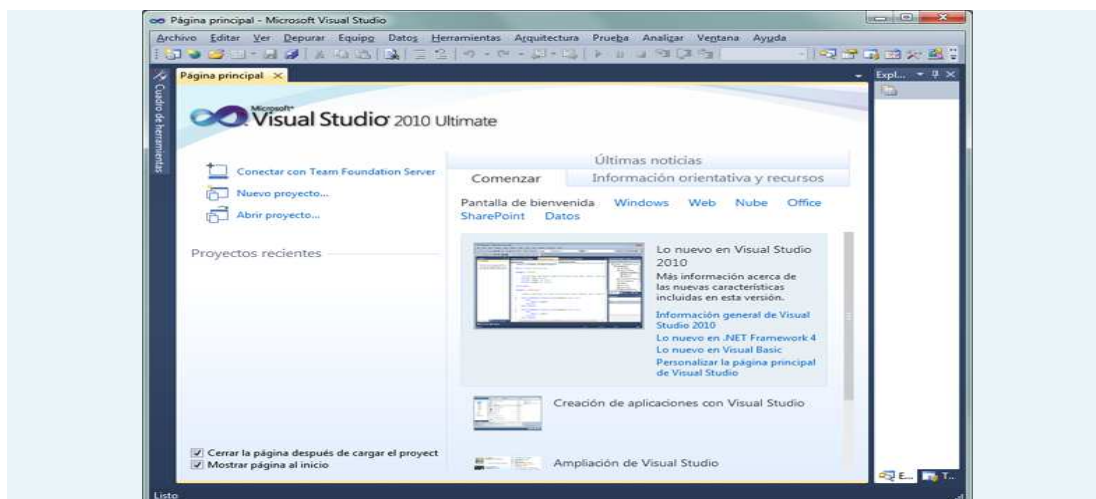 Página principal - Microsoft Visual Studio
Archivo Editar Ver Depurar Equipo Datos Herramientas Arquitectura Prueba Analizar Ventana Ayuda
Cuadro de herramientas
Página principal
Expl...
Microsoft®
Visual Studio® 2010 Ultimate
Conectar con Team Foundation Server
Nuevo proyecto...
Abrir proyecto...
Proyectos recientes
Cerrar la página después de cargar el proyect
Mostrar página al inicio
Últimas noticias
Comenzar Información orientativa y recursos
Pantalla de bienvenida Windows Web Nube Office
SharePoint Datos
Lo nuevo en Visual Studio
2010
Más información acerca de
las nuevas características
incluidas en esta versión.
Información general de Visual
Studio 2010
Lo nuevo en .NET Framework 4
Lo nuevo en Visual Basic
Personalizar la página principal
de Visual Studio
Creación de aplicaciones con Visual Studio
Ampliación de Visual Studio
E... T...
Listo